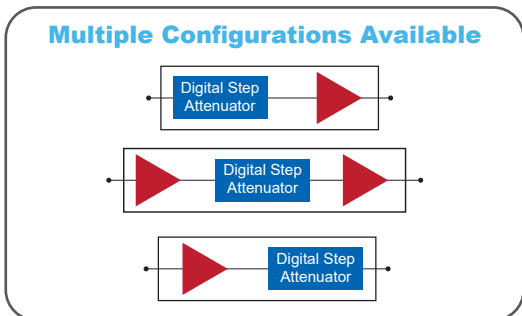 Multiple Configurations Available
Digital Step
Attenuator
Digital Step
Attenuator
Digital Step
Attenuator